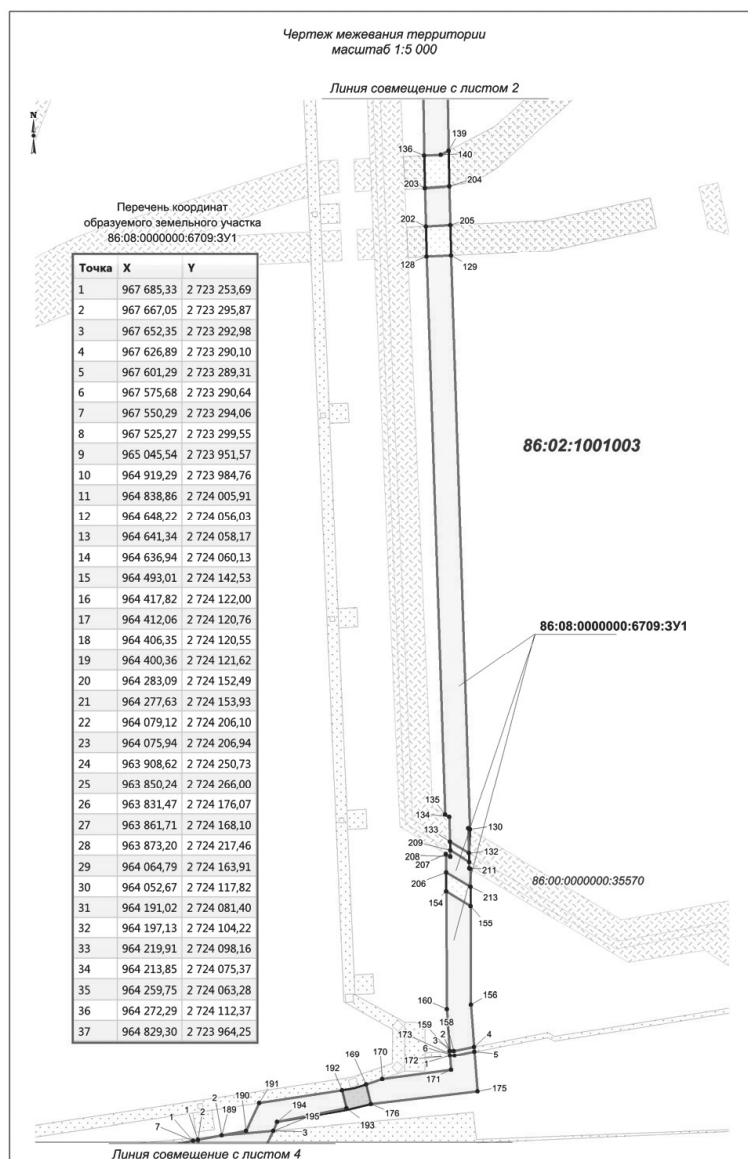 Чертеж межевания территории
масштаб 1:5 000
Линия совмещение с листом 2
N
139
136
140
203
204
202
205
128
129
Перечень координат
образуемого земельного участка
86:08:0000000:6709:ЗУ1
Точка X Y
1 967 685,33 2 723 253,69
2 967 667,05 2 723 295,87
3 967 652,35 2 723 292,98
4 967 626,89 2 723 290,10
5 967 601,29 2 723 289,31
6 967 575,68 2 723 290,64
7 967 550,29 2 723 294,06
8 967 525,27 2 723 299,55
9 965 045,54 2 723 951,57
10 964 919,29 2 723 984,76
11 964 838,86 2 724 005,91
12 964 648,22 2 724 056,03
13 964 641,34 2 724 058,17
14 964 636,94 2 724 060,13
15 964 493,01 2 724 142,53
16 964 417,82 2 724 122,00
17 964 412,06 2 724 120,76
18 964 406,35 2 724 120,55
19 964 400,36 2 724 121,62
20 964 283,09 2 724 152,49
21 964 277,63 2 724 153,93
22 964 079,12 2 724 206,10
23 964 075,94 2 724 206,94
24 963 908,62 2 724 250,73
25 963 850,24 2 724 266,00
26 963 831,47 2 724 176,07
27 963 861,71 2 724 168,10
28 963 873,20 2 724 217,46
29 964 064,79 2 724 163,91
30 964 052,67 2 724 117,82
31 964 191,02 2 724 081,40
32 964 197,13 2 724 104,22
33 964 219,91 2 724 098,16
34 964 213,85 2 724 075,37
35 964 259,75 2 724 063,28
36 964 272,29 2 724 112,37
37 964 829,30 2 723 964,25
86:02:1001003
86:08:0000000:6709:ЗУ1
135
134
130
133
132
209
208
207
211
206
213
86:00:0000000:35570
154
155
160
156
158
159
173
2
3
4
6
5
172
1
171
170
169
175
192
191
176
193
194
190
195
2
189
1
1
2
7
3
Линия совмещение с листом 4